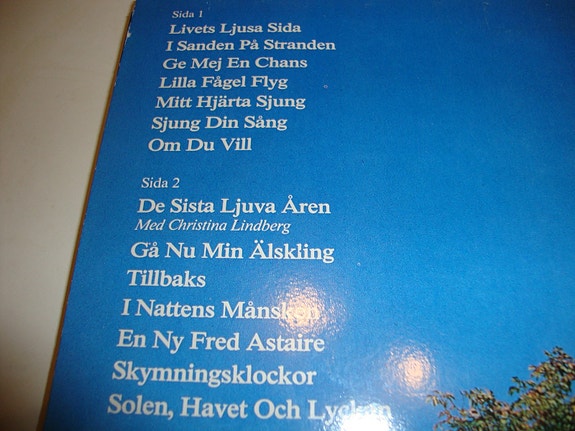 Sida 1
Livets Ljusa Sida
I Sanden På Stranden
Ge Mej En Chans
Lilla Fågel Flyg
Mitt Hjärta Sjung
Sjung Din Sång
Om Du Vill
Sida 2
De Sista Ljuva Åren
Med Christina Lindberg
Gå Nu Min Älskling
Tillbaks
I Nattens Månsken
En Ny Fred Astaire
Skymningsklockor
Solen, Havet Och Lyckan